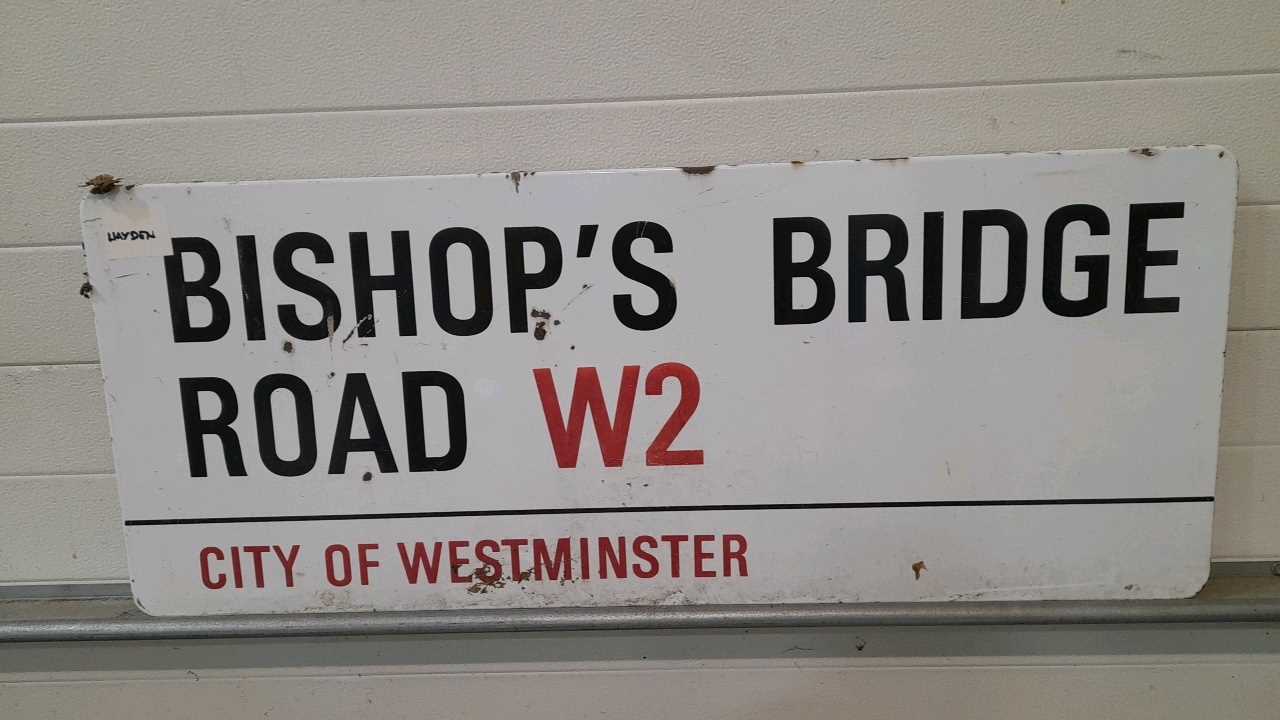 HAYDEN
BISHOP'S BRIDGE
ROAD W2
CITY OF WESTMINSTER